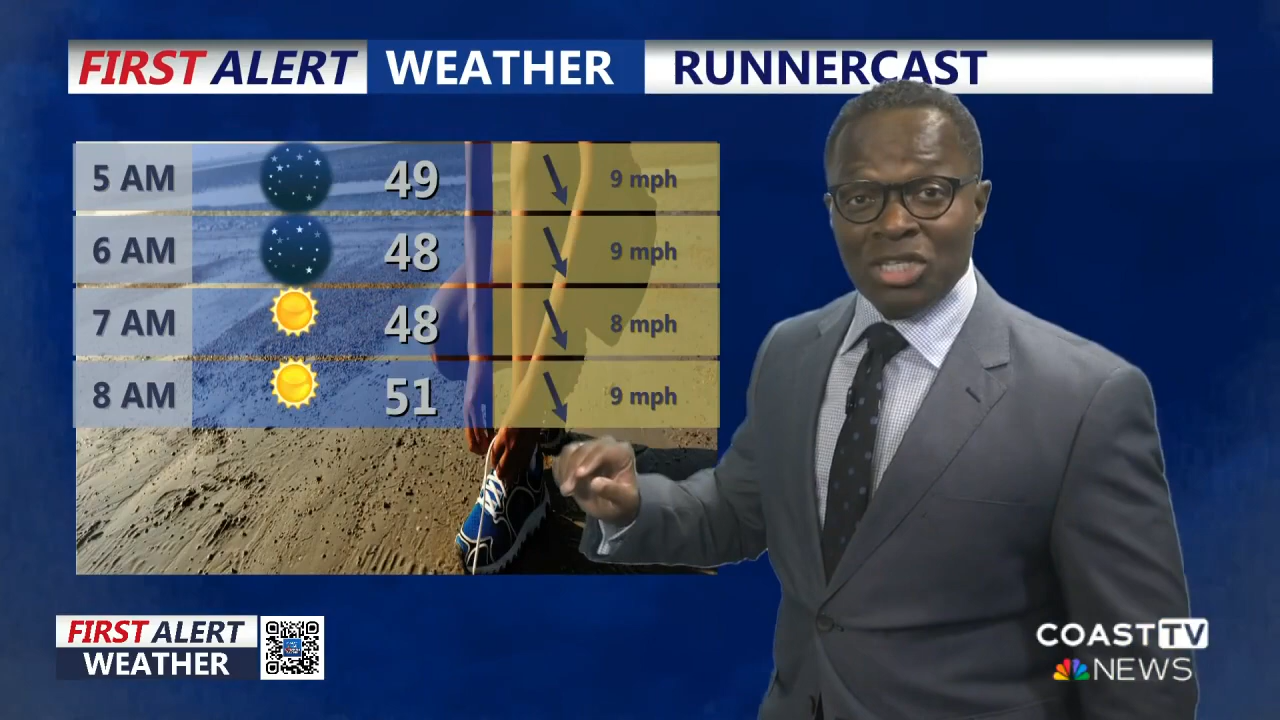 FIRST ALERT WEATHER RUNNERCAST
5 AM 49 9 mph
6 AM 48 9 mph
7 AM 48 8 mph
8 AM 51 9 mph
FIRST ALERT
WEATHER
COAST TV
NEWS